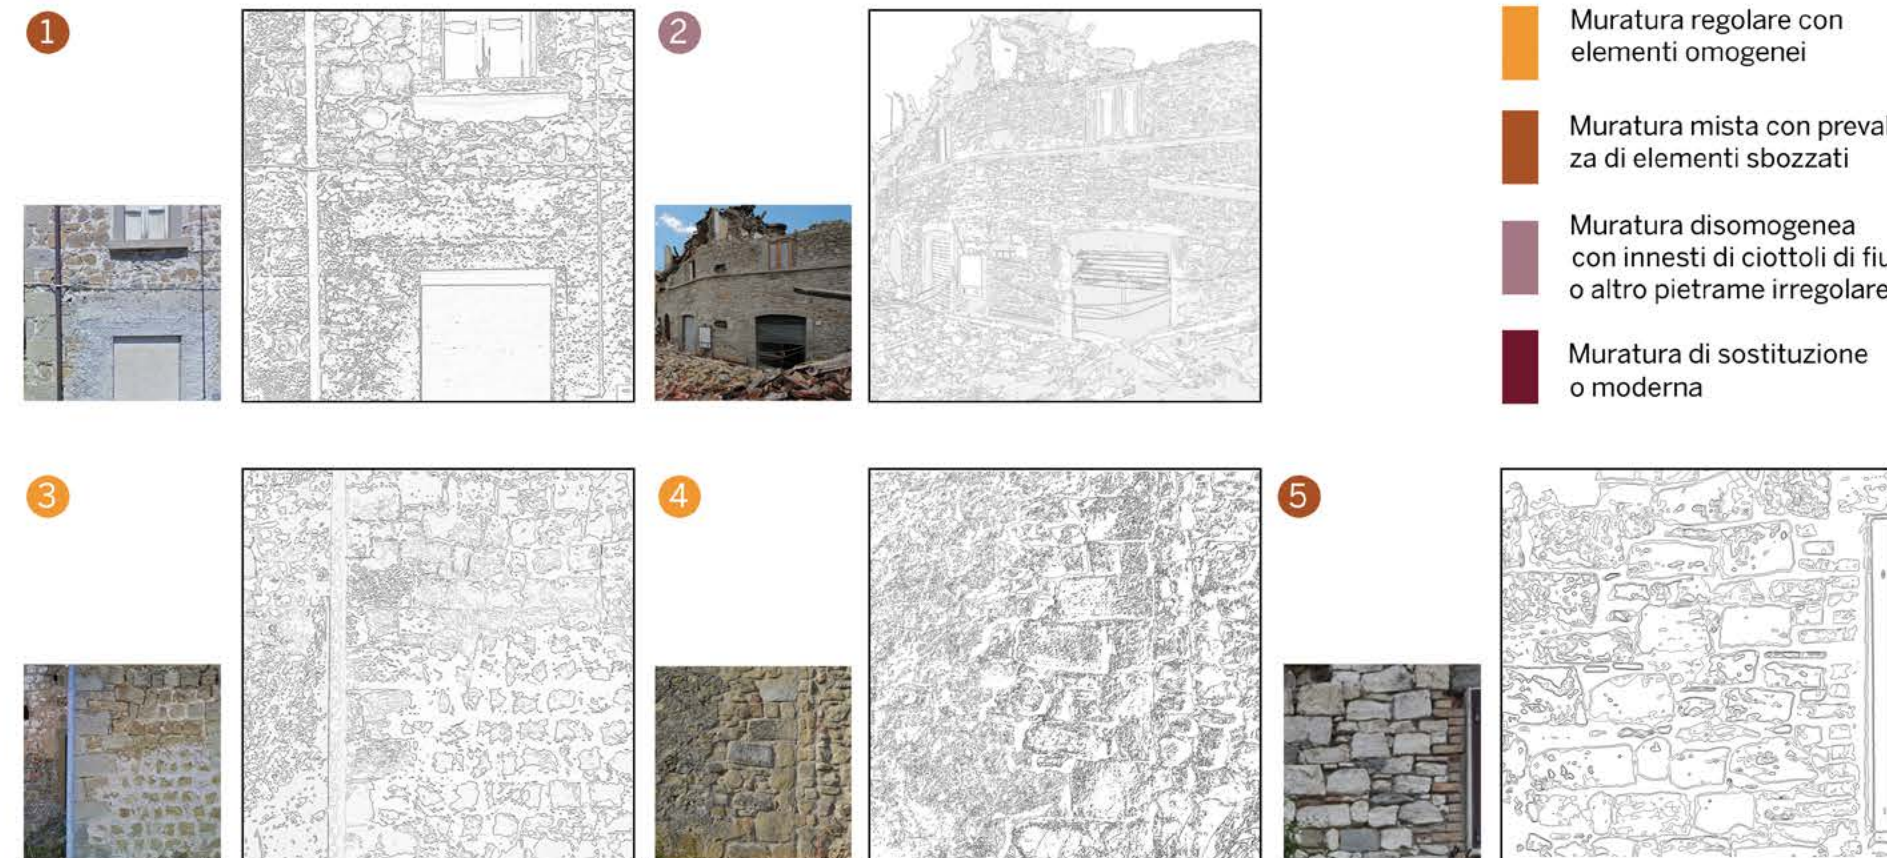 1
2
Muratura regolare con
elementi omogenei
Muratura mista con preval
za di elementi sbozzati
Muratura disomogenea
con innesti di ciottoli di fiu
o altro pietrame irregolare
Muratura di sostituzione
o moderna
3
4
5